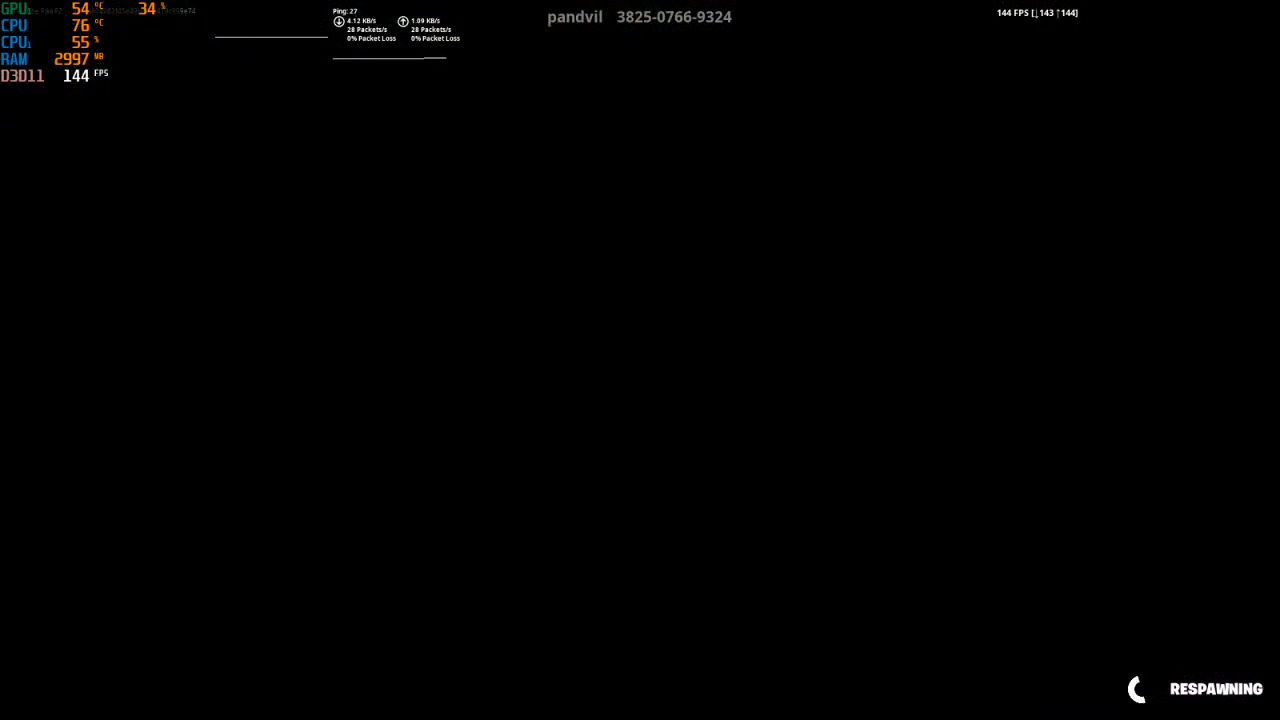 GPU₁ 54 °C 34 %
CPU 76 °C
CPU₁ 55 %
RAM 2997 MB
D3D11 144 FPS
Ping: 27
4.12 KB/s 1.09 KB/s
28 Packets/s 28 Packets/s
0% Packet Loss 0% Packet Loss
pandvil 3825-0766-9324
144 FPS [↓143 ↑144]
RESPAWNING